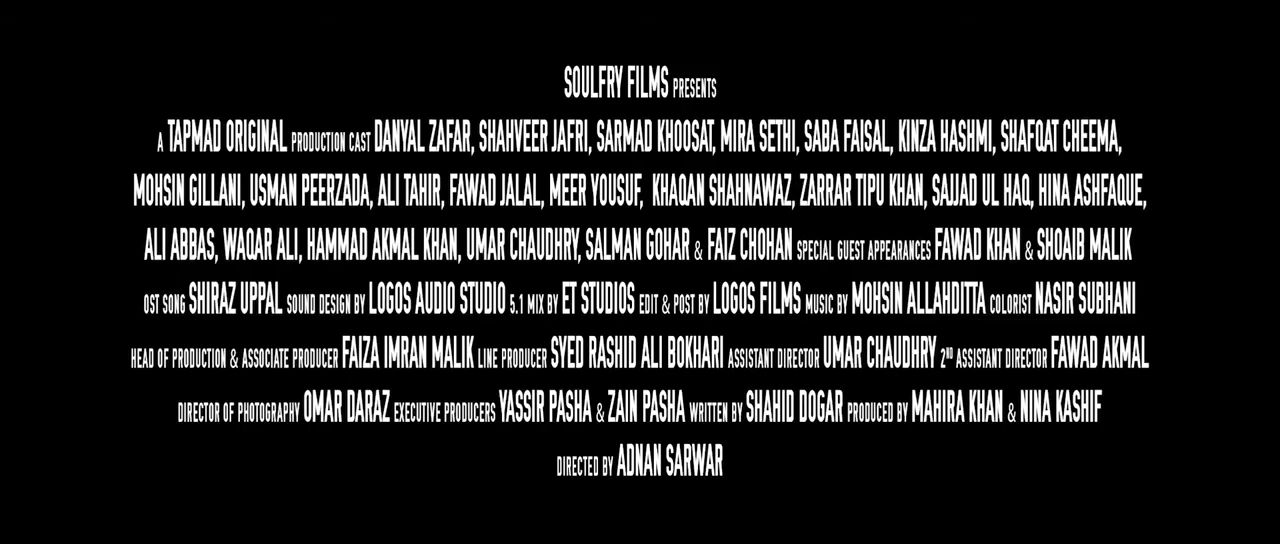 SOULFRY FILMS PRESENTS
A TAPMAD ORIGINAL PRODUCTION CAST DANYAL ZAFAR, SHAHVEER JAFRI, SARMAD KHOOSAT, MIRA SETHI, SABA FAISAL, KINZA HASHMI, SHAFQAT CHEEMA,
MOHSIN GILLANI, USMAN PEERZADA, ALI TAHIR, FAWAD JALAL, MEER YOUSUF, KHAQAN SHAHNAWAZ, ZARRAR TIPU KHAN, SAJJAD UL HAQ, HINA ASHFAQUE,
ALI ABBAS, WAQAR ALI, HAMMAD AKMAL KHAN, UMAR CHAUDHRY, SALMAN GOHAR & FAIZ CHOHAN SPECIAL GUEST APPEARANCES FAWAD KHAN & SHOAIB MALIK
OST SONG SHIRAZ UPPAL SOUND DESIGN BY LOGOS AUDIO STUDIO 5.1 MIX BY ET STUDIOS EDIT & POST BY LOGOS FILMS MUSIC BY MOHSIN ALLAHDITTA COLORIST NASIR SUBHANI
HEAD OF PRODUCTION & ASSOCIATE PRODUCER FAIZA IMRAN MALIK LINE PRODUCER SYED RASHID ALI BOKHARI ASSISTANT DIRECTOR UMAR CHAUDHRY 2ND ASSISTANT DIRECTOR FAWAD AKMAL
DIRECTOR OF PHOTOGRAPHY OMAR DARAZ EXECUTIVE PRODUCERS YASSIR PASHA & ZAIN PASHA WRITTEN BY SHAHID DOGAR PRODUCED BY MAHIRA KHAN & NINA KASHIF
DIRECTED BY ADNAN SARWAR